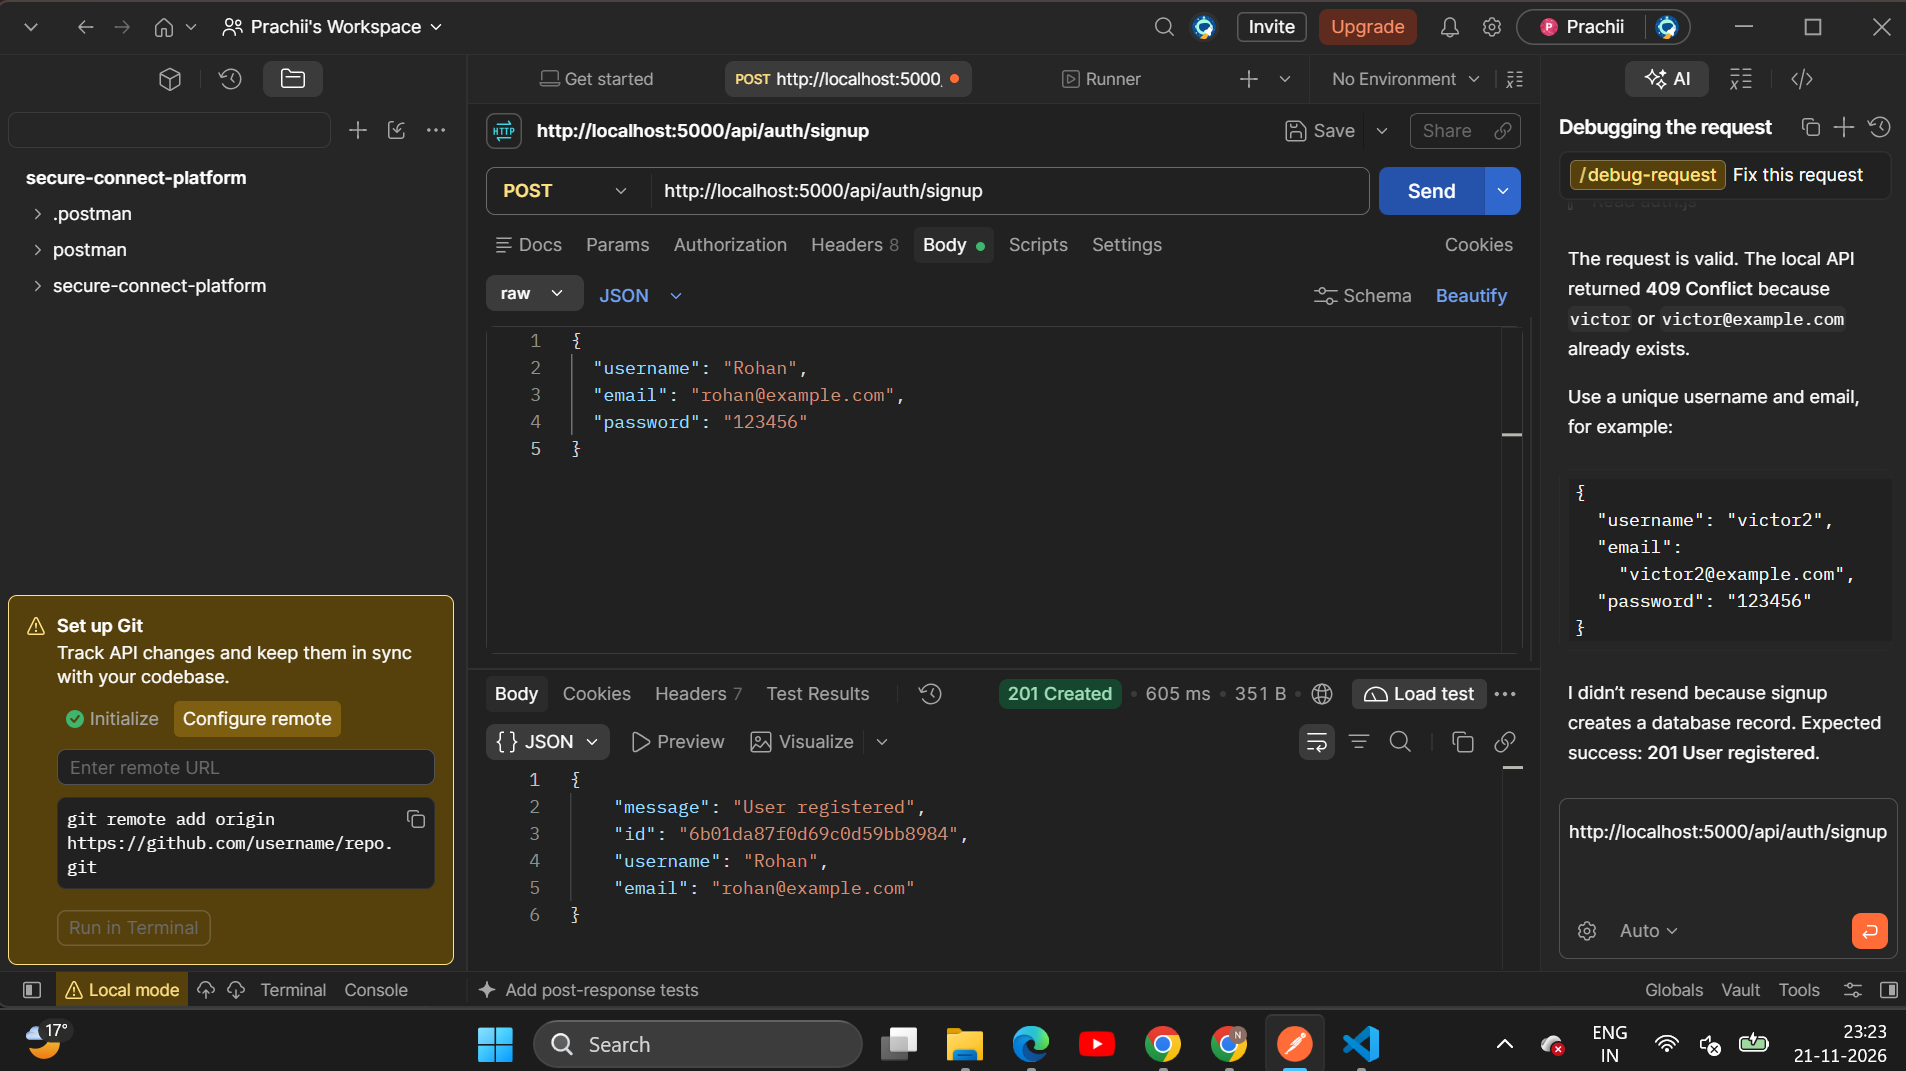 Prachii's Workspace
Invite
Upgrade
P
Prachii
Get started
POST http://localhost:5000
Runner
No Environment
AI
HTTP
http://localhost:5000/api/auth/signup
Save
Share
Debugging the request
secure-connect-platform
.postman
postman
secure-connect-platform
POST
http://localhost:5000/api/auth/signup
Send
/debug-request Fix this request
Read auth.js
Docs
Params
Authorization
Headers 8
Body
Scripts
Settings
Cookies
raw
JSON
Schema
Beautify
1 {
2 "username": "Rohan",
3 "email": "rohan@example.com",
4 "password": "123456"
5 }
The request is valid. The local API
returned 409 Conflict because
victor or victor@example.com
already exists.
Use a unique username and email,
for example:
{
"username": "victor2",
"email":
"victor2@example.com",
"password": "123456"
}
I didn't resend because signup
creates a database record. Expected
success: 201 User registered.
http://localhost:5000/api/auth/signup
Auto
Set up Git
Track API changes and keep them in sync
with your codebase.
Initialize
Configure remote
Enter remote URL
git remote add origin
https://github.com/username/repo.
git
Run in Terminal
Body
Cookies
Headers 7
Test Results
201 Created
605 ms
351 B
Load test
{} JSON
Preview
Visualize
1 {
2 "message": "User registered",
3 "id": "6b01da87f0d69c0d59bb8984",
4 "username": "Rohan",
5 "email": "rohan@example.com"
6 }
Local mode
Terminal
Console
Add post-response tests
Globals
Vault
Tools
17°
Search
N
ENG
IN
23:23
21-11-2026